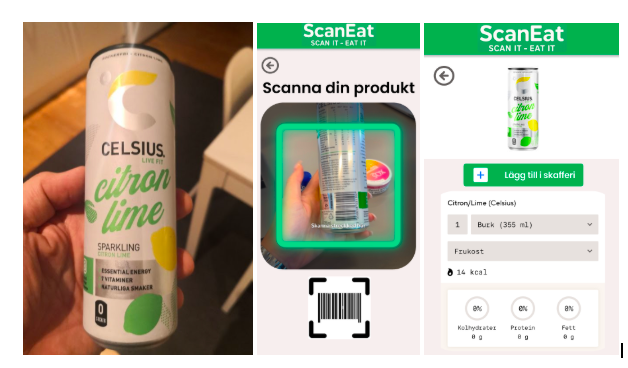 CELSIUS
LIVE FIT
citron
lime
SPARKLING
CITRON LIME
ESSENTIAL ENERGY
7 VITAMINER
NATURLIGA SMAKER
0
ScanEat
SCAN IT - EAT IT
Scanna din produkt
ScanEat
SCAN IT - EAT IT
CELSIUS
citron
lime
Lägg till i skafferi
Citron/Lime (Celsius)
1 Burk (355 ml)
Frukost
14 kcal
0% 0% 0%
Kolhydrater Protein Fett
0 g 0 g 0 g